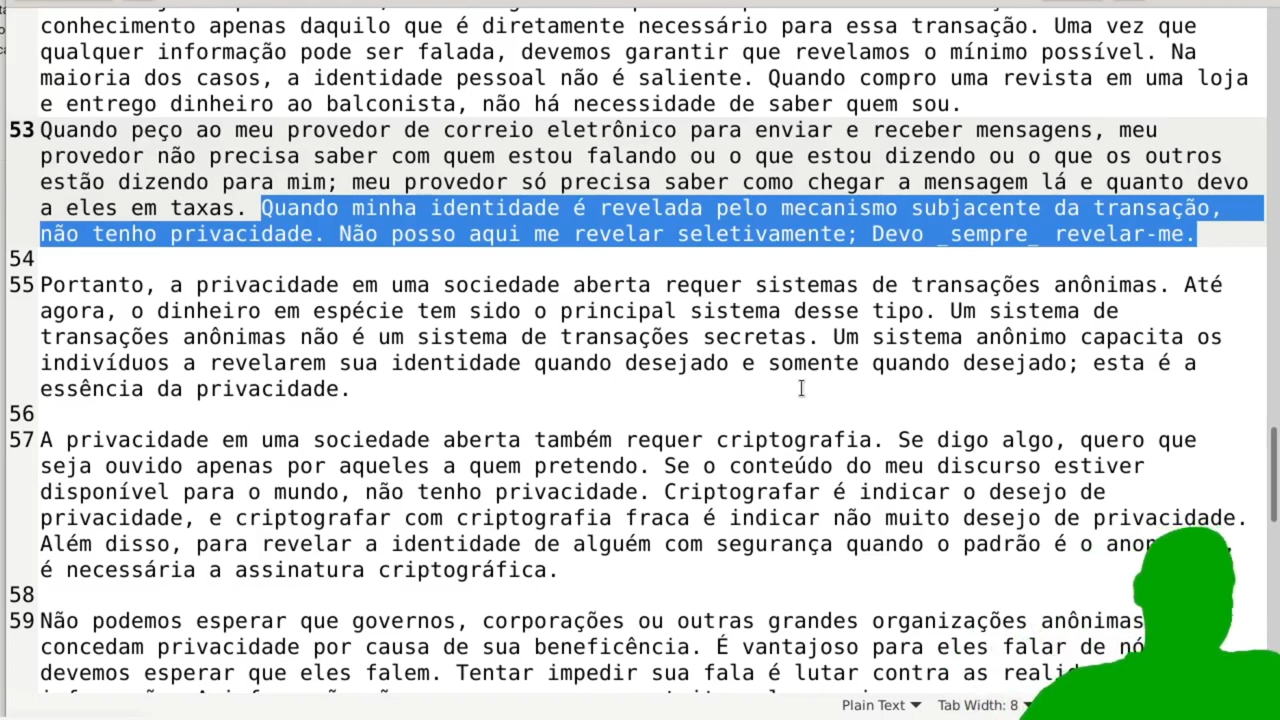 conhecimento apenas daquilo que é diretamente necessário para essa transação. Uma vez que
qualquer informação pode ser falada, devemos garantir que revelamos o mínimo possível. Na
maioria dos casos, a identidade pessoal não é saliente. Quando compro uma revista em uma loja
e entrego dinheiro ao balconista, não há necessidade de saber quem sou.
53 Quando peço ao meu provedor de correio eletrônico para enviar e receber mensagens, meu
provedor não precisa saber com quem estou falando ou o que estou dizendo ou o que os outros
estão dizendo para mim; meu provedor só precisa saber como chegar a mensagem lá e quanto devo
a eles em taxas. Quando minha identidade é revelada pelo mecanismo subjacente da transação,
não tenho privacidade. Não posso aqui me revelar seletivamente; Devo _sempre_ revelar-me.
54
55 Portanto, a privacidade em uma sociedade aberta requer sistemas de transações anônimas. Até
agora, o dinheiro em espécie tem sido o principal sistema desse tipo. Um sistema de
transações anônimas não é um sistema de transações secretas. Um sistema anônimo capacita os
indivíduos a revelarem sua identidade quando desejado e somente quando desejado; esta é a
essência da privacidade.
56
57 A privacidade em uma sociedade aberta também requer criptografia. Se digo algo, quero que
seja ouvido apenas por aqueles a quem pretendo. Se o conteúdo do meu discurso estiver
disponível para o mundo, não tenho privacidade. Criptografar é indicar o desejo de
privacidade, e criptografar com criptografia fraca é indicar não muito desejo de privacidade.
Além disso, para revelar a identidade de alguém com segurança quando o padrão é o
é necessária a assinatura criptográfica.
58
59 Não podemos esperar que governos, corporações ou outras grandes organizações anônimas
concedam privacidade por causa de sua beneficência. É vantajoso para eles falar de
devemos esperar que eles falem. Tentar impedir sua fala é lutar contra as
Plain Text Tab Width: 8